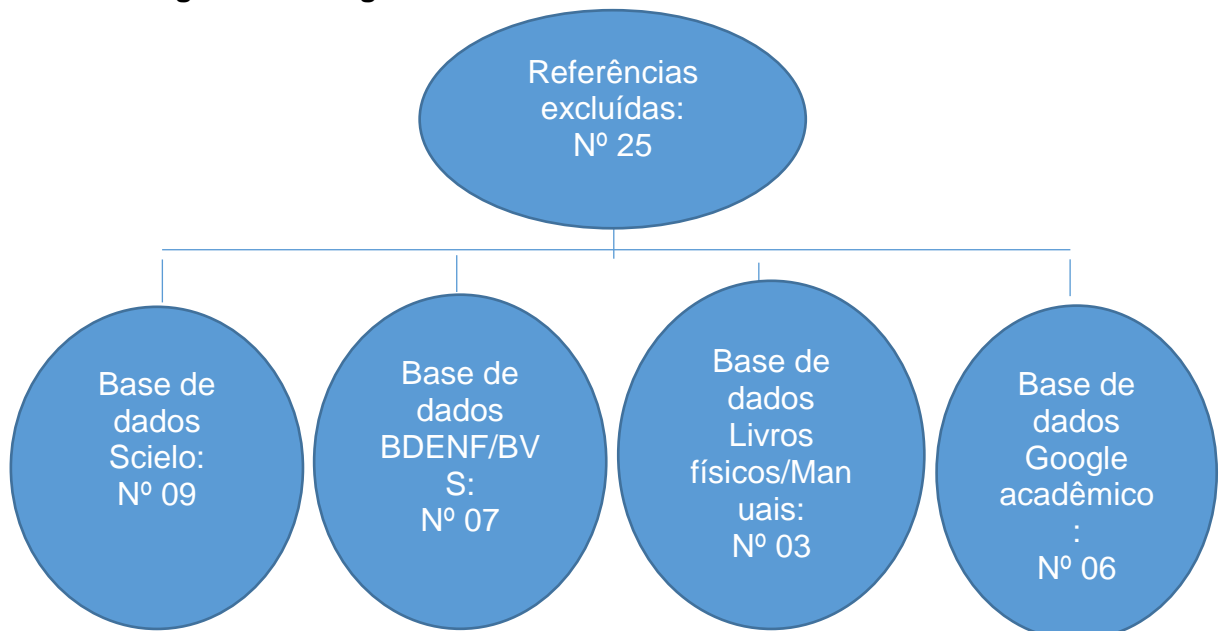 Referências
excluídas:
Nº 25
Base de
dados
Scielo:
Nº 09
Base de
dados
BDENF/BV
S:
Nº 07
Base de
dados
Livros
físicos/Man
uais:
Nº 03
Base de
dados
Google
acadêmico
:
Nº 06